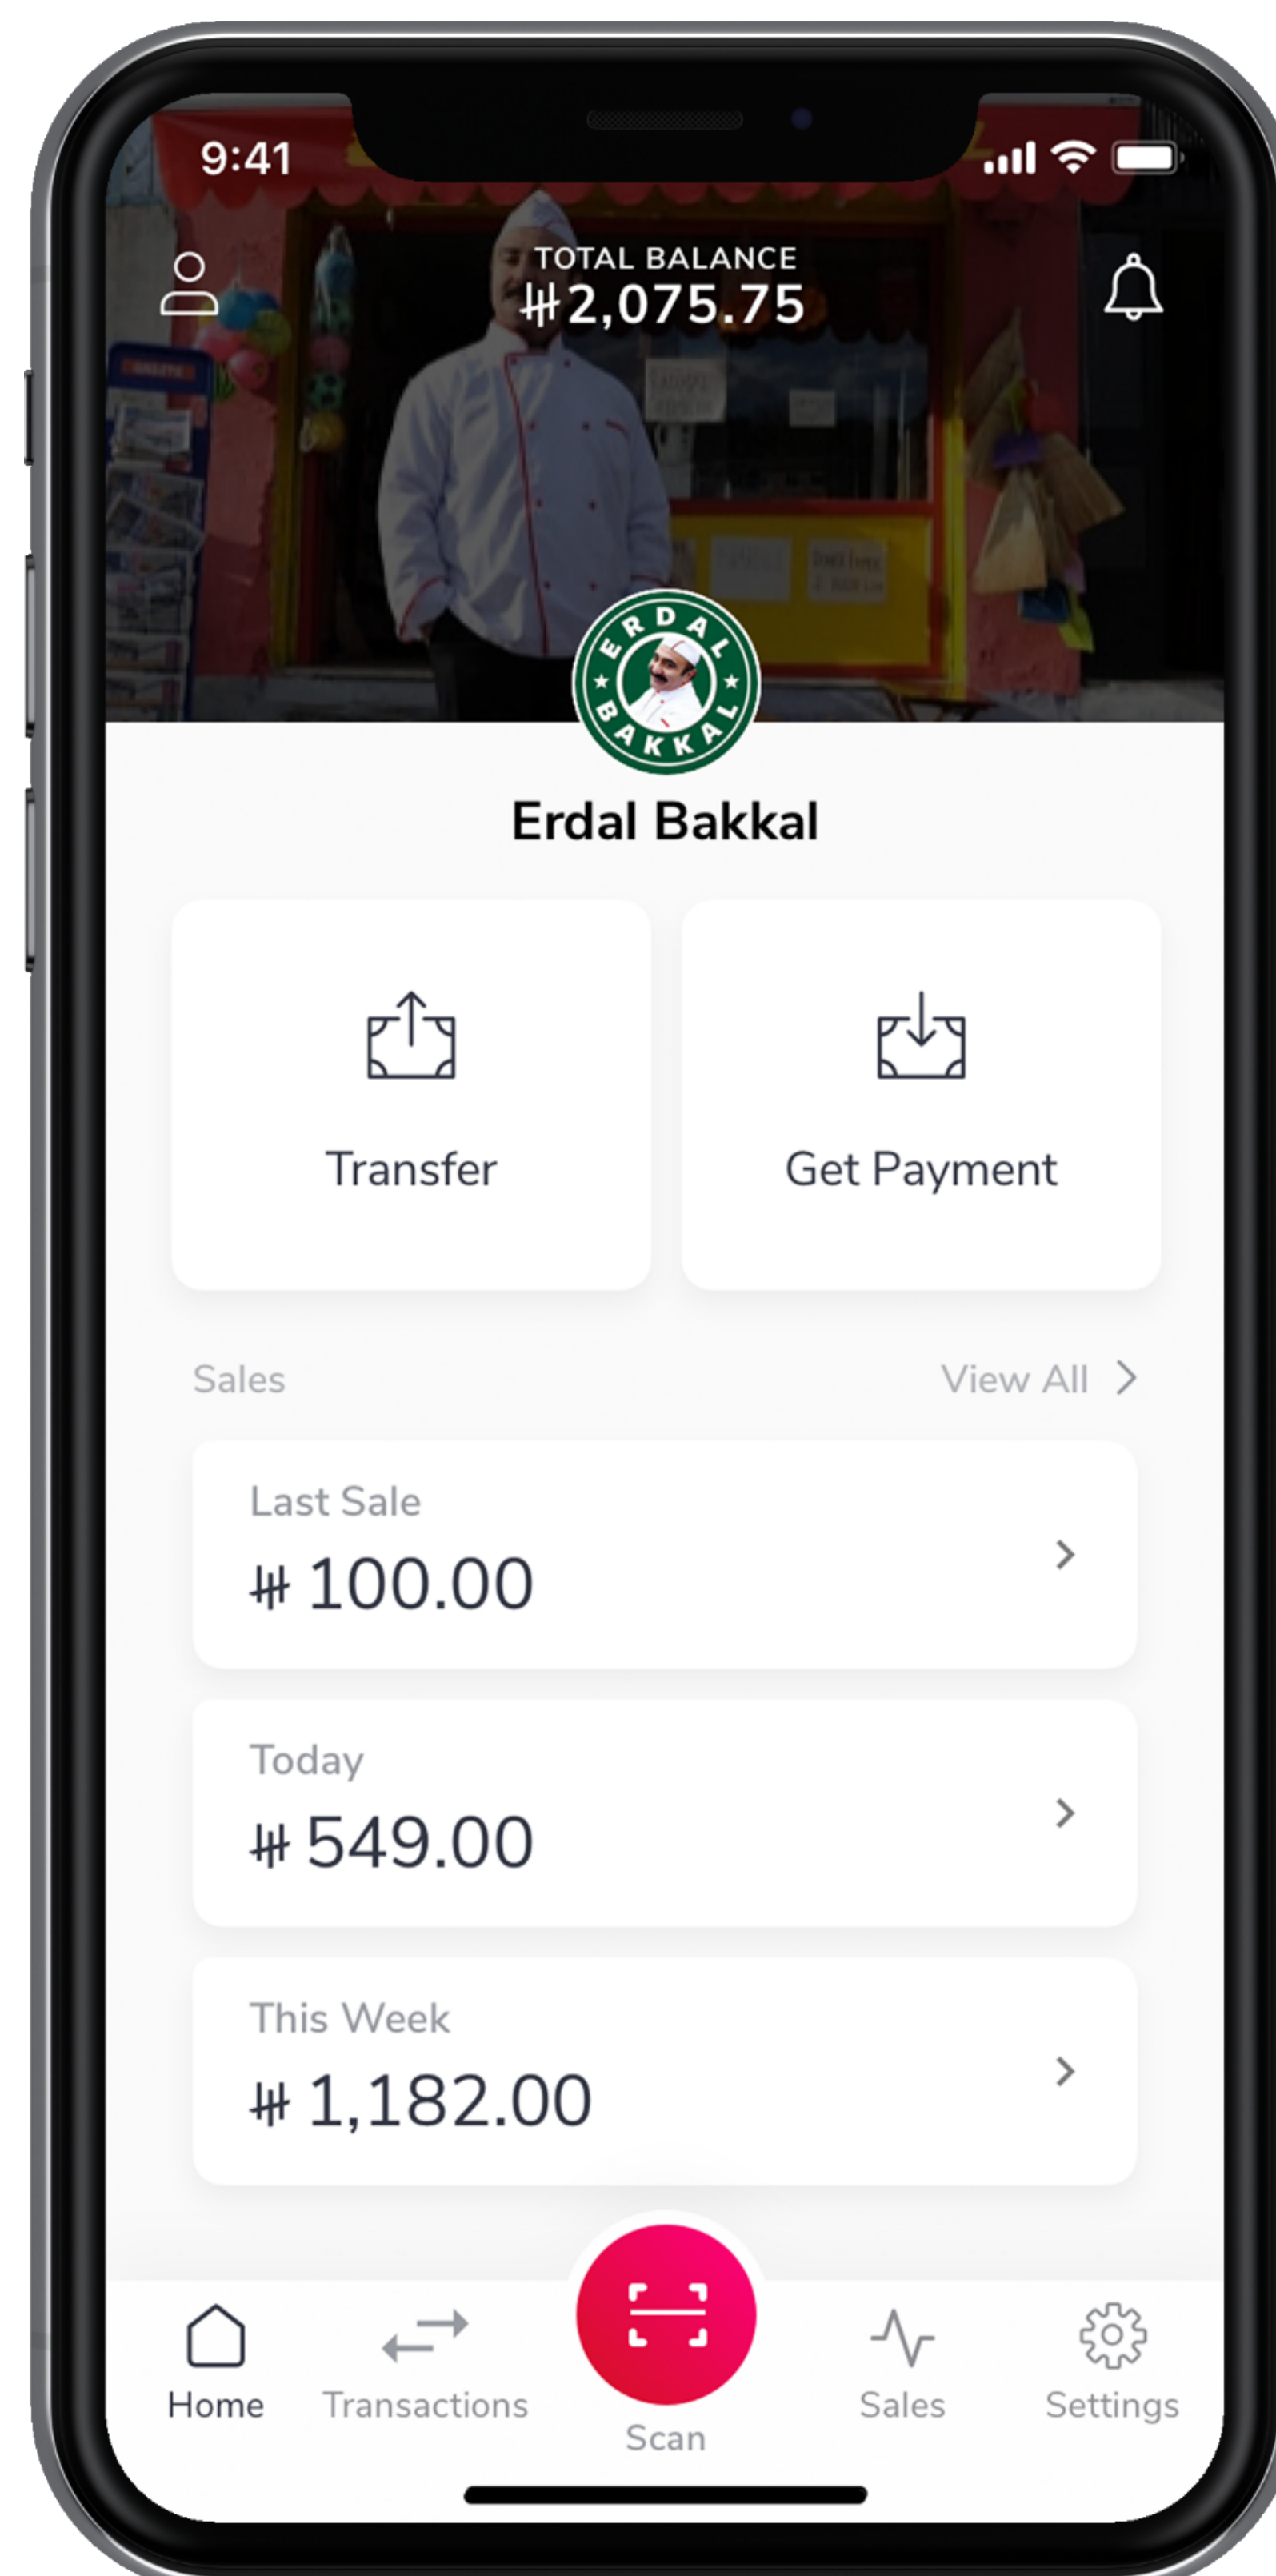 9:41
TOTAL BALANCE
⋕2,075.75
ERDAL
BAKKAL
Erdal Bakkal
Transfer
Get Payment
Sales
View All
Last Sale
⋕ 100.00
Today
⋕ 549.00
This Week
⋕ 1,182.00
Home
Transactions
Scan
Sales
Settings